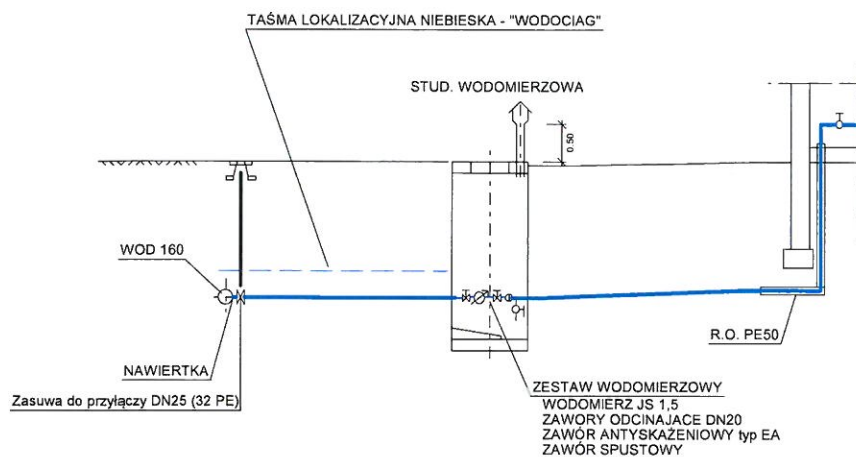 TAŚMA LOKALIZACYJNA NIEBIESKA - "WODOCIAG"
STUD. WODOMIERZOWA
0.50
WOD 160
R.O. PE50
NAWIERTKA
Zasuwa do przyłączy DN25 (32 PE)
ZESTAW WODOMIERZOWY
WODOMIERZ JS 1,5
ZAWORY ODCINAJACE DN20
ZAWÓR ANTYSKAŻENIOWY typ EA
ZAWÓR SPUSTOWY